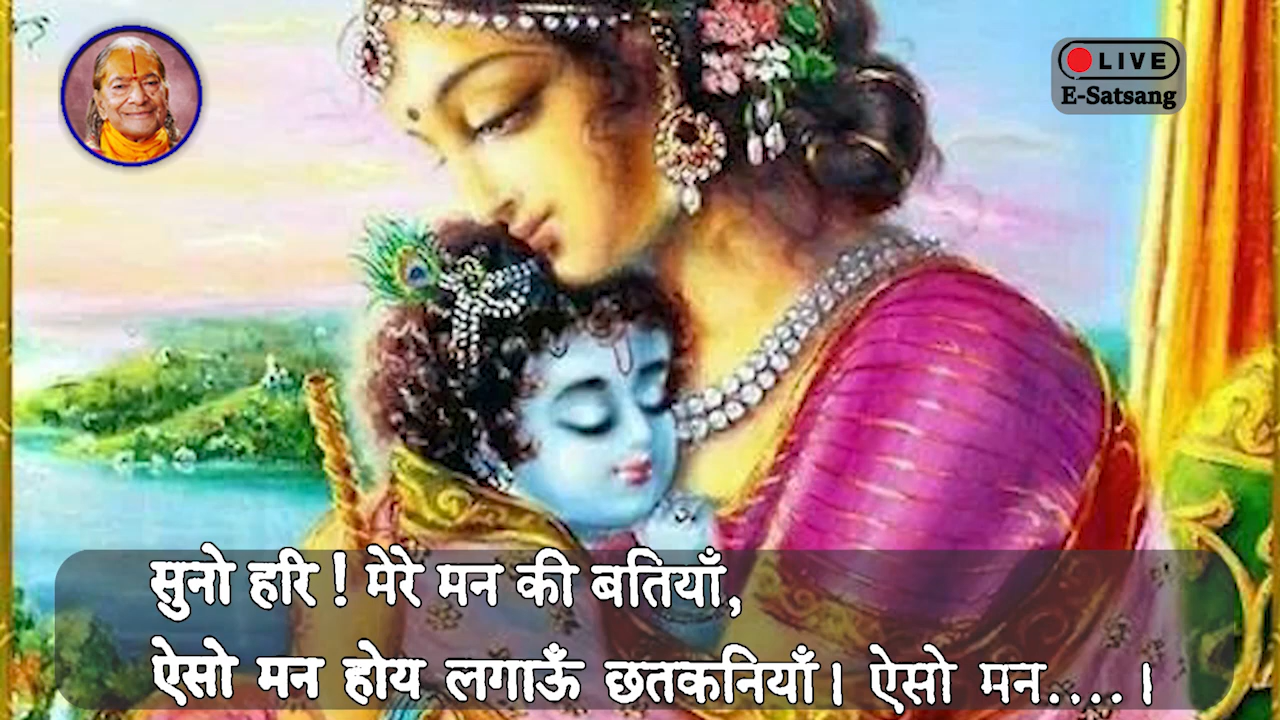 LIVE
E-Satsang
सुनो हरि ! मेरे मन की बतियाँ,
ऐसो मन होय लगाऊँ छतकनियाँ। ऐसो मन....।